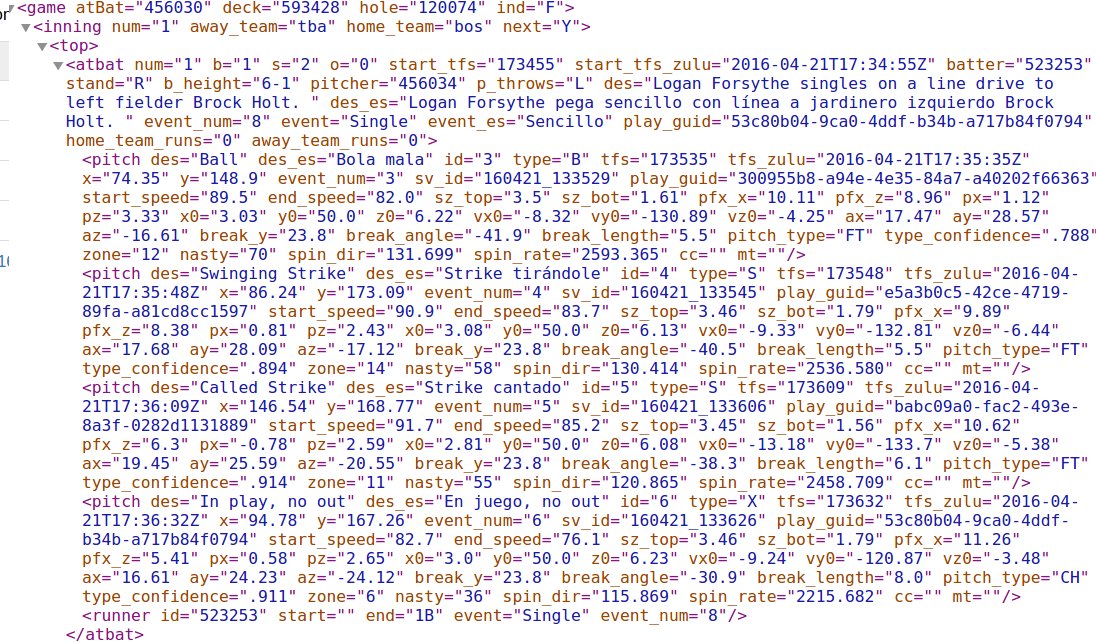 <game atBat="456030" deck="593428" hole="120074" ind="F">
<inning num="1" away_team="tba" home_team="bos" next="Y">
<top>
<atbat num="1" b="1" s="2" o="0" start_tfs="173455" start_tfs_zulu="2016-04-21T17:34:55Z" batter="523253"
stand="R" b_height="6-1" pitcher="456034" p_throws="L" des="Logan Forsythe singles on a line drive to
left fielder Brock Holt. " des_es="Logan Forsythe pega sencillo con línea a jardinero izquierdo Brock
Holt. " event_num="8" event="Single" event_es="Sencillo" play_guid="53c80b04-9ca0-4ddf-b34b-a717b84f0794"
home_team_runs="0" away_team_runs="0">
<pitch des="Ball" des_es="Bola mala" id="3" type="B" tfs="173535" tfs_zulu="2016-04-21T17:35:35Z"
x="74.35" y="148.9" event_num="3" sv_id="160421_133529" play_guid="300955b8-a94e-4e35-84a7-a40202f66363"
start_speed="89.5" end_speed="82.0" sz_top="3.5" sz_bot="1.61" pfx_x="10.11" pfx_z="8.96" px="1.12"
pz="3.33" x0="3.03" y0="50.0" z0="6.22" vx0="-8.32" vy0="-130.89" vz0="-4.25" ax="17.47" ay="28.57"
az="-16.61" break_y="23.8" break_angle="-41.9" break_length="5.5" pitch_type="FT" type_confidence=".788"
zone="12" nasty="70" spin_dir="131.699" spin_rate="2593.365" cc="" mt=""/>
<pitch des="Swinging Strike" des_es="Strike tirándole" id="4" type="S" tfs="173548" tfs_zulu="2016-04-
21T17:35:48Z" x="86.24" y="173.09" event_num="4" sv_id="160421_133545" play_guid="e5a3b0c5-42ce-4719-
89fa-a81cd8cc1597" start_speed="90.9" end_speed="83.7" sz_top="3.46" sz_bot="1.79" pfx_x="9.89"
pfx_z="8.38" px="0.81" pz="2.43" x0="3.08" y0="50.0" z0="6.13" vx0="-9.33" vy0="-132.81" vz0="-6.44"
ax="17.68" ay="28.09" az="-17.12" break_y="23.8" break_angle="-40.5" break_length="5.5" pitch_type="FT"
type_confidence=".894" zone="14" nasty="58" spin_dir="130.414" spin_rate="2536.580" cc="" mt=""/>
<pitch des="Called Strike" des_es="Strike cantado" id="5" type="S" tfs="173609" tfs_zulu="2016-04-
21T17:36:09Z" x="146.54" y="168.77" event_num="5" sv_id="160421_133606" play_guid="babc09a0-fac2-493e-
8a3f-0282d1131889" start_speed="91.7" end_speed="85.2" sz_top="3.45" sz_bot="1.56" pfx_x="10.62"
pfx_z="6.3" px="-0.78" pz="2.59" x0="2.81" y0="50.0" z0="6.08" vx0="-13.18" vy0="-133.7" vz0="-5.38"
ax="19.45" ay="25.59" az="-20.55" break_y="23.8" break_angle="-38.3" break_length="6.1" pitch_type="FT"
type_confidence=".914" zone="11" nasty="55" spin_dir="120.865" spin_rate="2458.709" cc="" mt=""/>
<pitch des="In play, no out" des_es="En juego, no out" id="6" type="X" tfs="173632" tfs_zulu="2016-04-
21T17:36:32Z" x="94.78" y="167.26" event_num="6" sv_id="160421_133626" play_guid="53c80b04-9ca0-4ddf-
b34b-a717b84f0794" start_speed="82.7" end_speed="76.1" sz_top="3.46" sz_bot="1.79" pfx_x="11.26"
pfx_z="5.41" px="0.58" pz="2.65" x0="3.0" y0="50.0" z0="6.23" vx0="-9.24" vy0="-120.87" vz0="-3.48"
ax="16.61" ay="24.23" az="-24.12" break_y="23.8" break_angle="-30.9" break_length="8.0" pitch_type="CH"
type_confidence=".911" zone="6" nasty="36" spin_dir="115.869" spin_rate="2215.682" cc="" mt=""/>
<runner id="523253" start="" end="1B" event="Single" event_num="8"/>
</atbat>